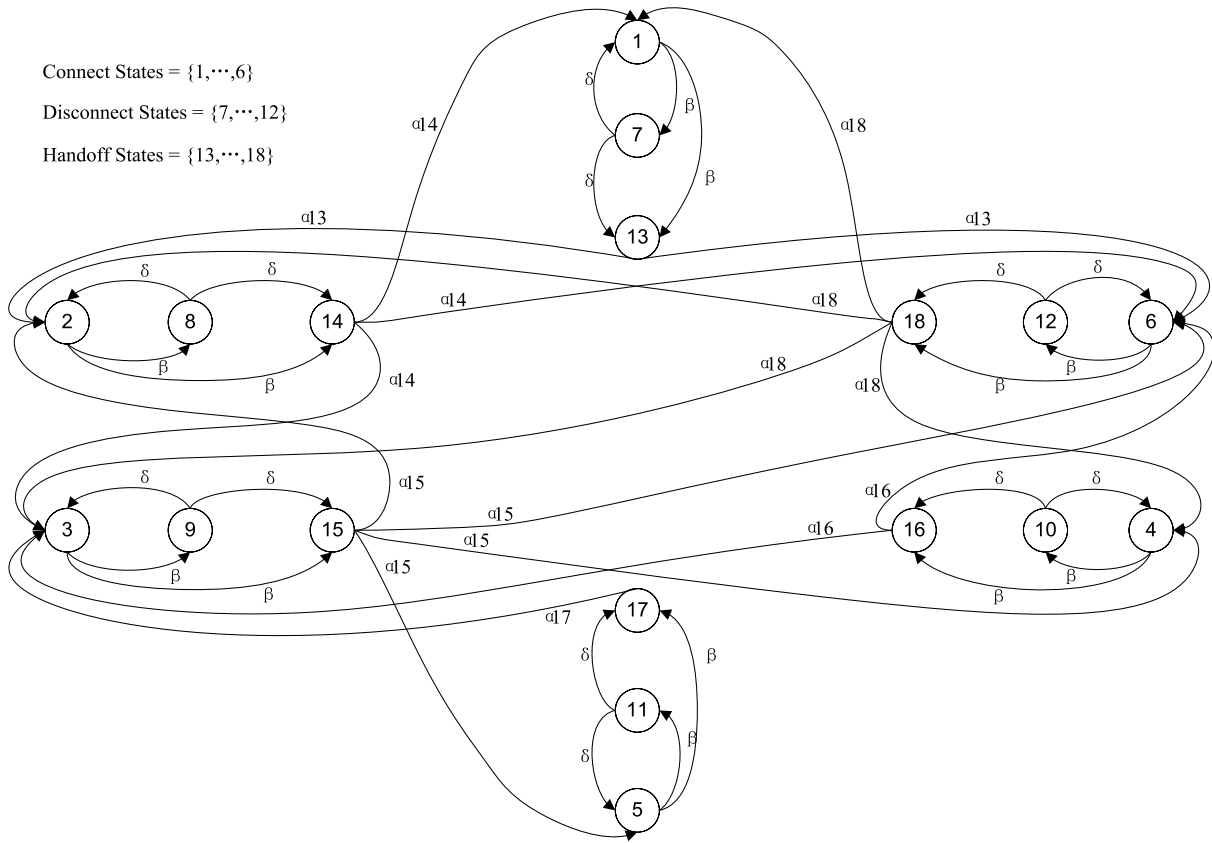 1
Connect States = {1,···,6}
δ
β
Disconnect States = {7,···,12}
α14
α18
7
Handoff States = {13,···,18}
δ
β
α13
α13
13
δ
δ
δ
δ
α14
α18
2
8
14
18
12
6
β
β
β
β
α14
α18
α18
δ
δ
α15
α16
δ
δ
α15
α16
3
9
15
16
10
4
α15
α15
β
β
β
β
α17
17
δ
β
11
δ
β
5